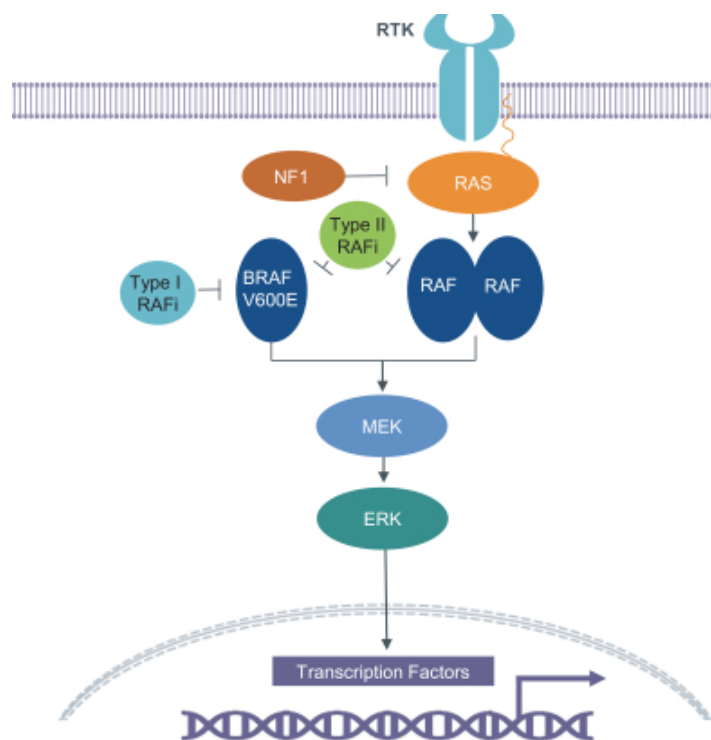 RTK
NF1
RAS
Type II
RAFi
Type I
RAFi
BRAF
V600E
RAF
RAF
MEK
ERK
Transcription Factors